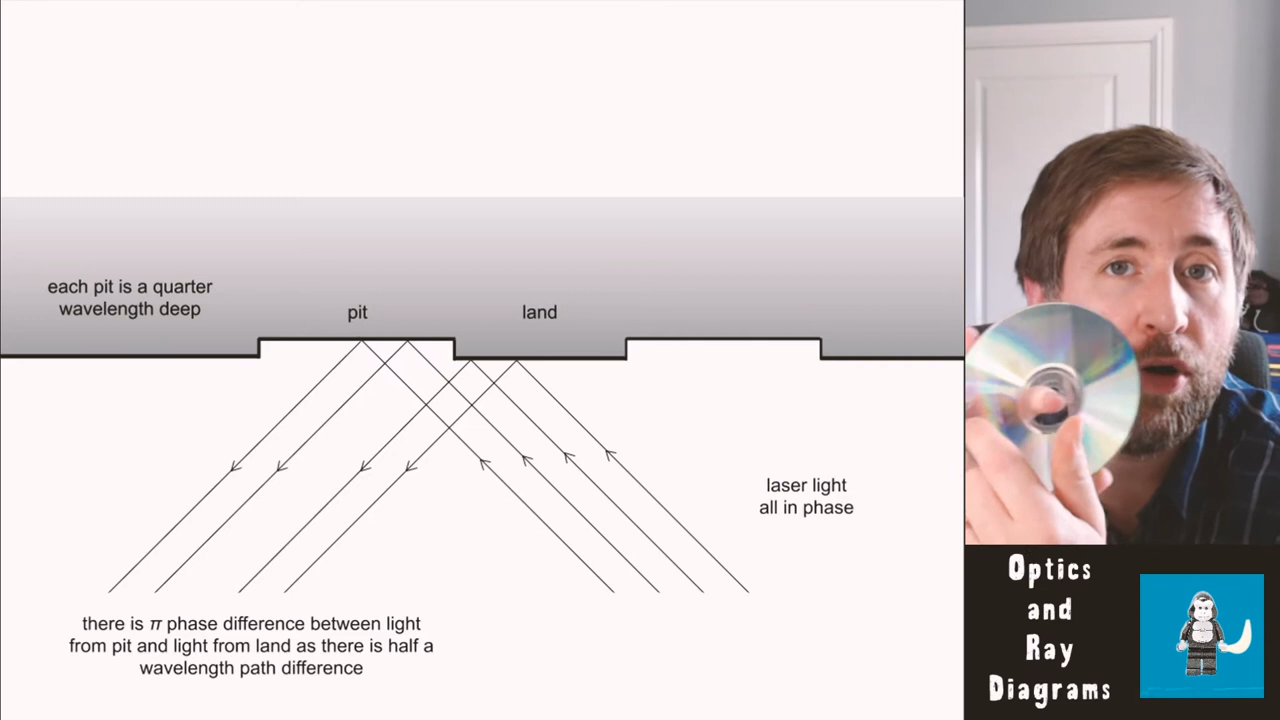 each pit is a quarter
wavelength deep
pit
land
laser light
all in phase
there is π phase difference between light
from pit and light from land as there is half a
wavelength path difference
Optics
and
Ray
Diagrams